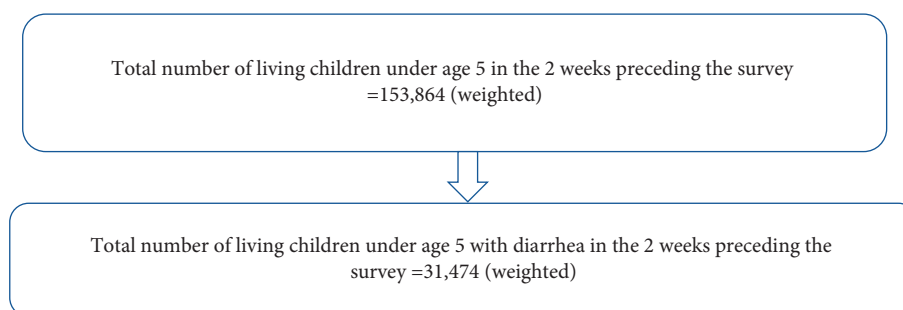 Total number of living children under age 5 in the 2 weeks preceding the survey
=153,864 (weighted)
Total number of living children under age 5 with diarrhea in the 2 weeks preceding the
survey =31,474 (weighted)